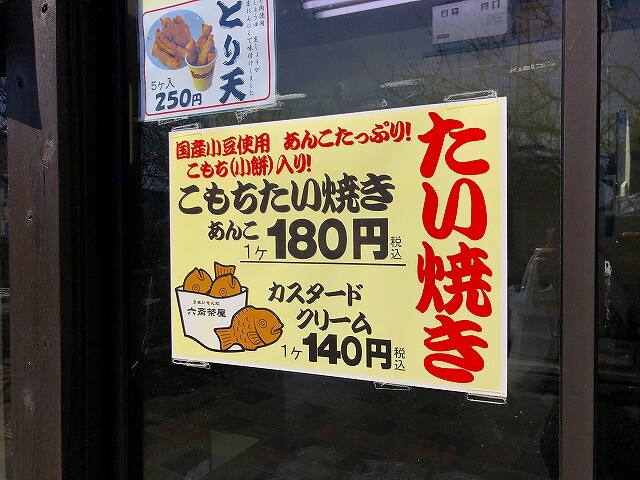 とり天
5ヶ入
250円
たい焼き
国産小豆使用 あんこたっぷり!
こもち(小餅)入り!
こもちたい焼き
あんこ 1ヶ 180円 税込
カスタード
クリーム
1ヶ 140円 税込
六斎茶屋